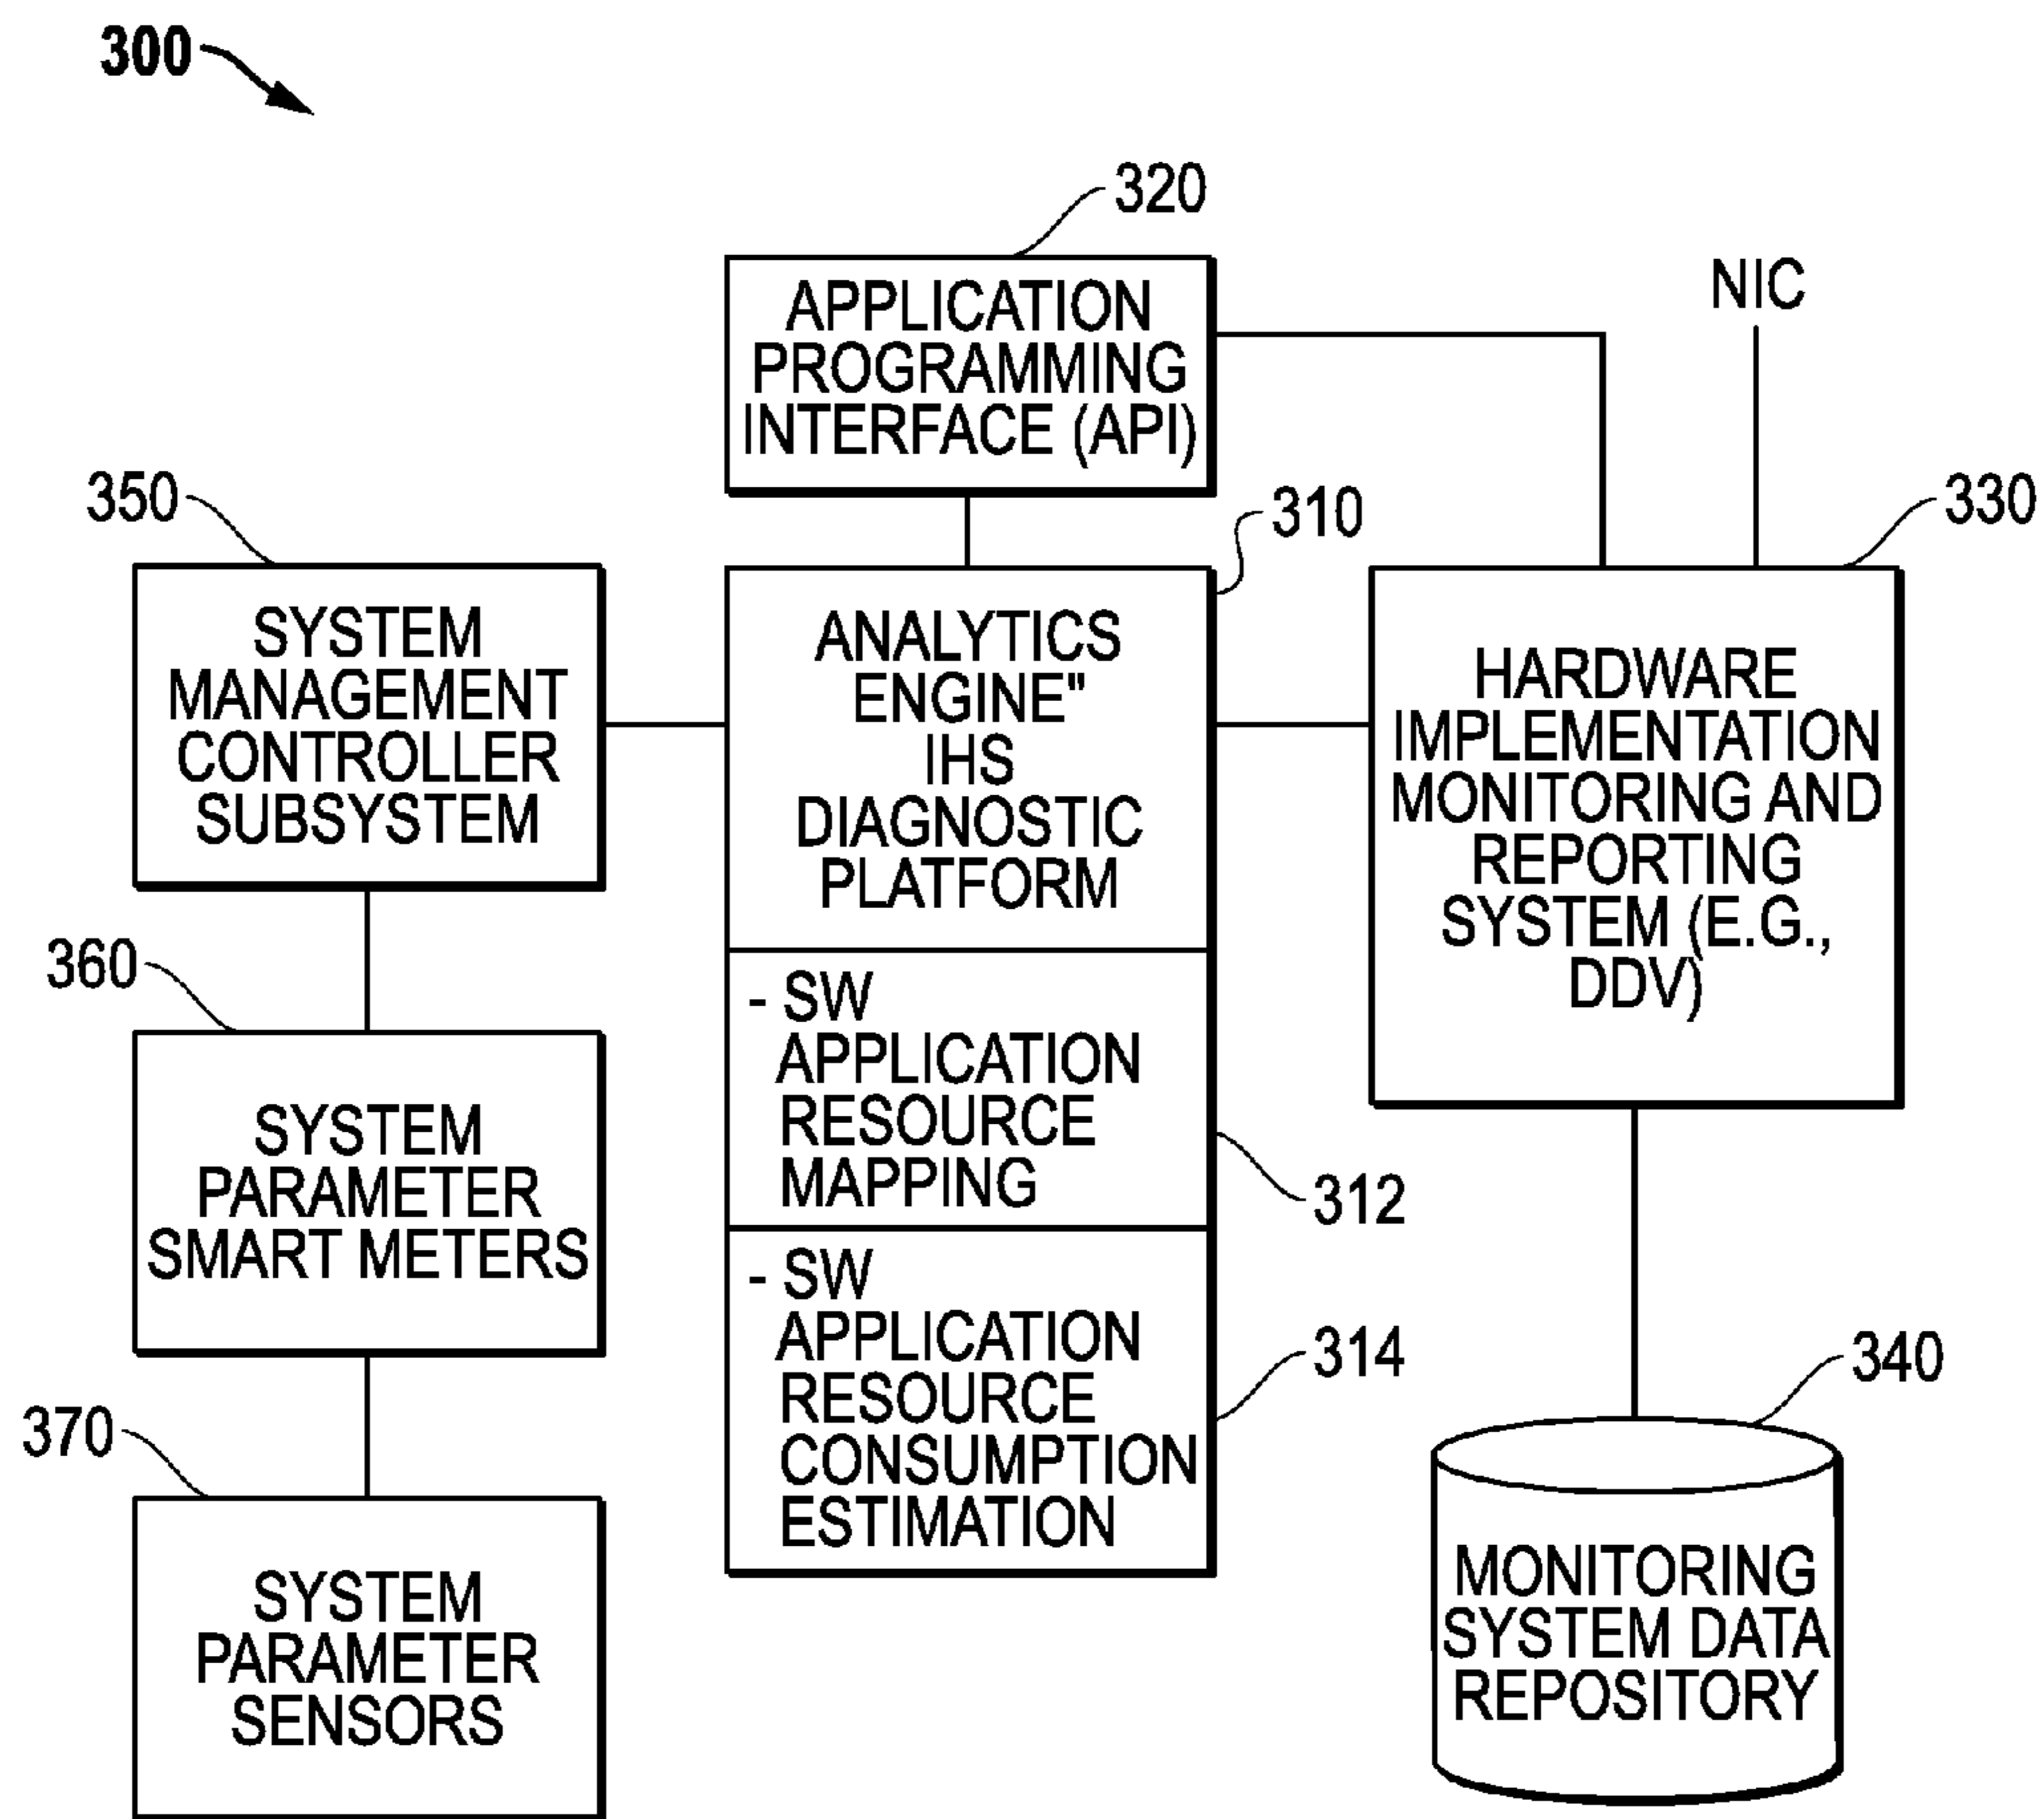 300
320
APPLICATION
PROGRAMMING
INTERFACE (API)
NIC
350
310
330
SYSTEM
MANAGEMENT
CONTROLLER
SUBSYSTEM
ANALYTICS
ENGINE"
IHS
DIAGNOSTIC
PLATFORM
HARDWARE
IMPLEMENTATION
MONITORING AND
REPORTING
SYSTEM (E.G.,
DDV)
360
- SW
APPLICATION
RESOURCE
MAPPING
312
SYSTEM
PARAMETER
SMART METERS
- SW
APPLICATION
RESOURCE
CONSUMPTION
ESTIMATION
314
340
370
SYSTEM
PARAMETER
SENSORS
MONITORING
SYSTEM DATA
REPOSITORY